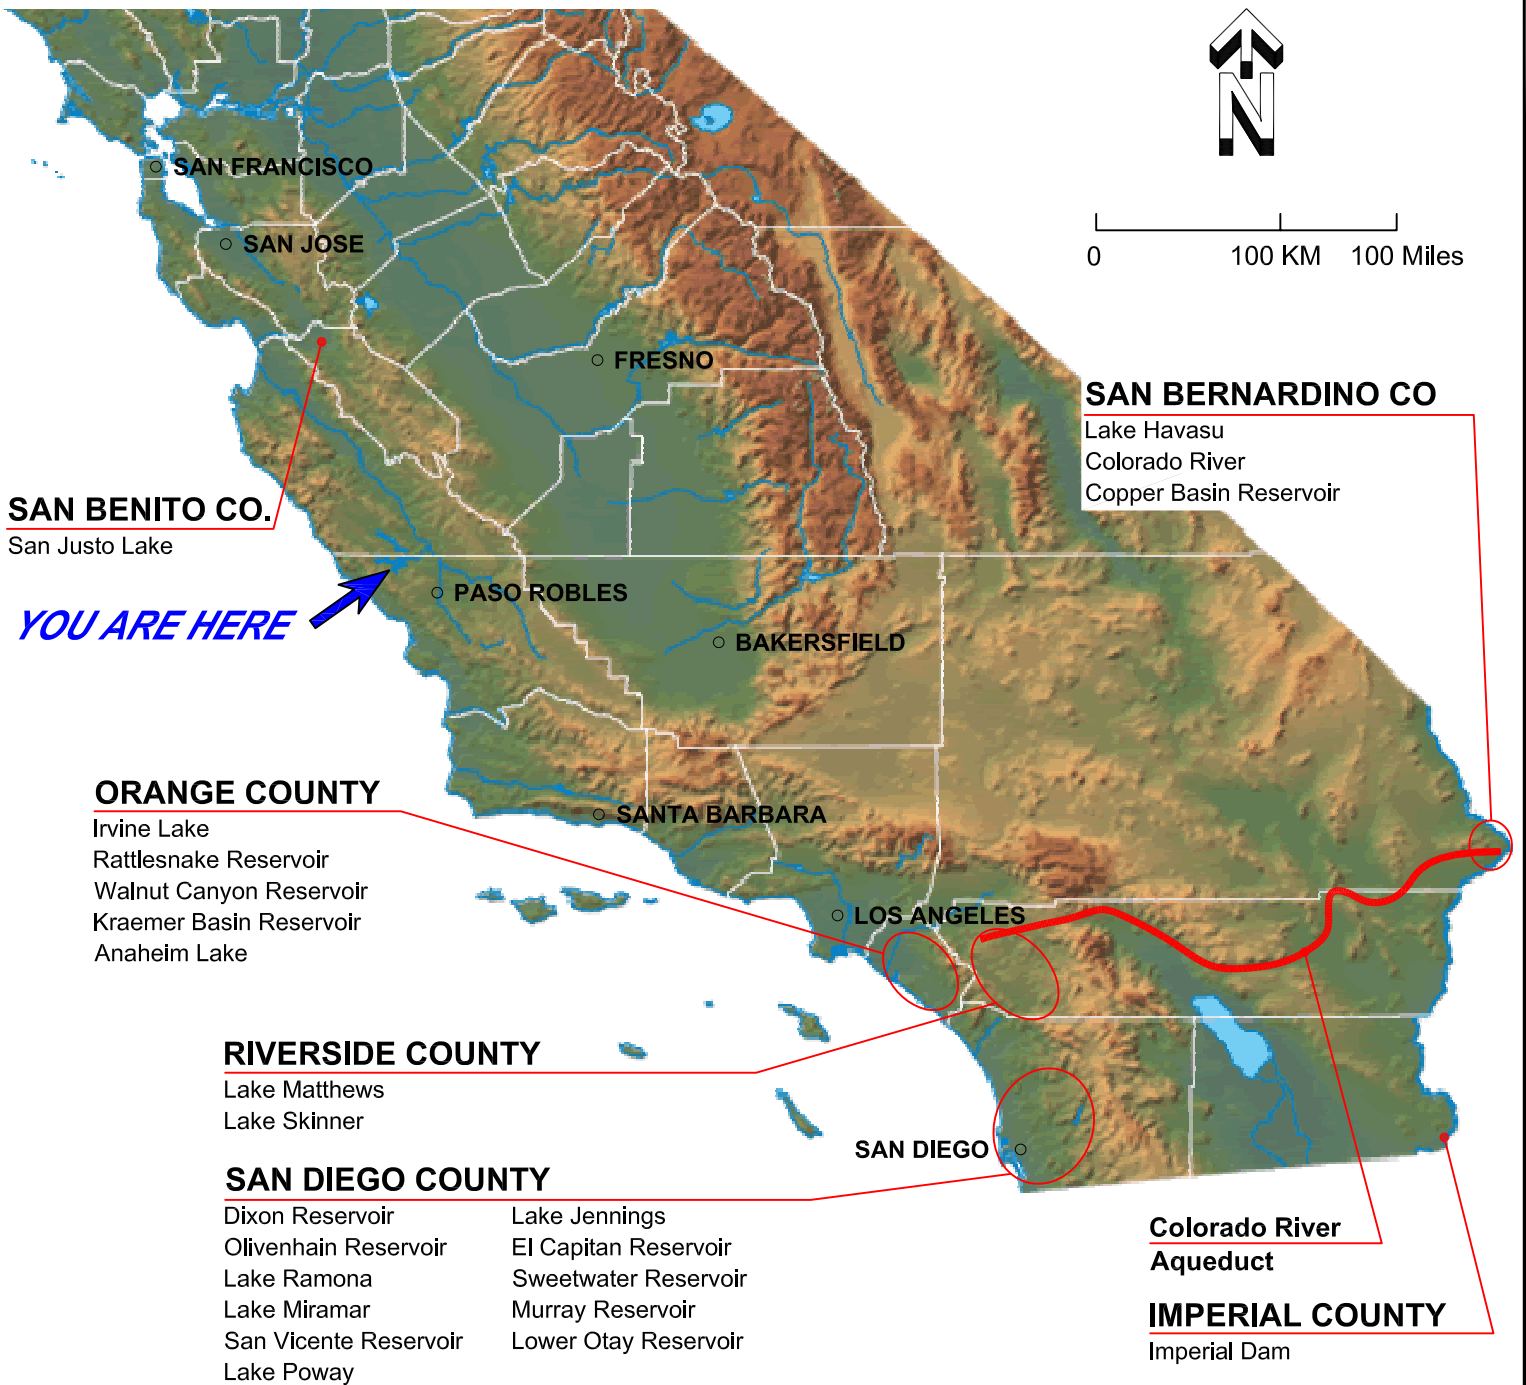 N
SAN FRANCISCO
SAN JOSE
0 100 KM 100 Miles
FRESNO
SAN BERNARDINO CO
Lake Havasu
Colorado River
Copper Basin Reservoir
SAN BENITO CO.
San Justo Lake
YOU ARE HERE
PASO ROBLES
BAKERSFIELD
ORANGE COUNTY
Irvine Lake
Rattlesnake Reservoir
Walnut Canyon Reservoir
Kraemer Basin Reservoir
Anaheim Lake
SANTA BARBARA
LOS ANGELES
RIVERSIDE COUNTY
Lake Matthews
Lake Skinner
SAN DIEGO
SAN DIEGO COUNTY
Dixon Reservoir
Olivenhain Reservoir
Lake Ramona
Lake Miramar
San Vicente Reservoir
Lake Poway
Lake Jennings
El Capitan Reservoir
Sweetwater Reservoir
Murray Reservoir
Lower Otay Reservoir
Colorado River
Aqueduct
IMPERIAL COUNTY
Imperial Dam